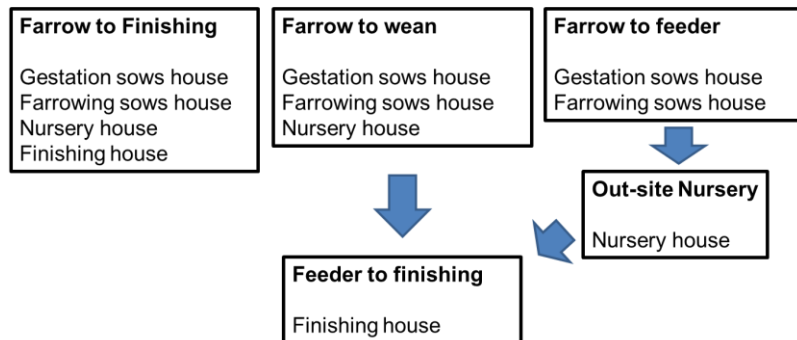 Farrow to Finishing
Gestation sows house
Farrowing sows house
Nursery house
Finishing house
Farrow to wean
Gestation sows house
Farrowing sows house
Nursery house
Farrow to feeder
Gestation sows house
Farrowing sows house
Out-site Nursery
Nursery house
Feeder to finishing
Finishing house